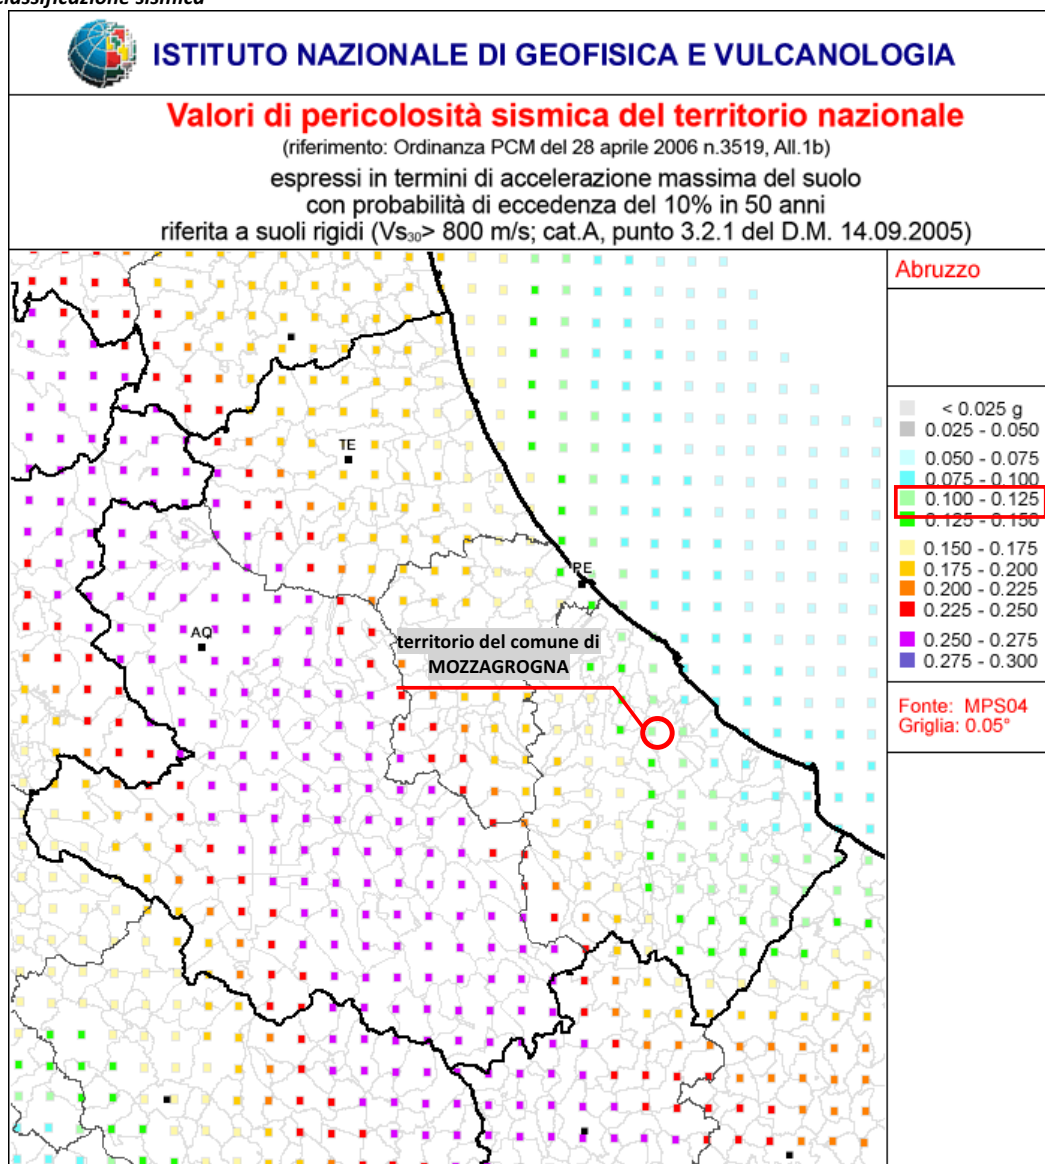 classificazione sismica
ISTITUTO NAZIONALE DI GEOFISICA E VULCANOLOGIA
Valori di pericolosità sismica del territorio nazionale
(riferimento: Ordinanza PCM del 28 aprile 2006 n.3519, All.1b)
espressi in termini di accelerazione massima del suolo
con probabilità di eccedenza del 10% in 50 anni
riferita a suoli rigidi (Vs₃₀> 800 m/s; cat.A, punto 3.2.1 del D.M. 14.09.2005)
Abruzzo
< 0.025 g
0.025 - 0.050
0.050 - 0.075
0.075 - 0.100
0.100 - 0.125
0.125 - 0.150
0.150 - 0.175
0.175 - 0.200
0.200 - 0.225
0.225 - 0.250
0.250 - 0.275
0.275 - 0.300
Fonte: MPS04
Griglia: 0.05°
TE
PE
AQ
territorio del comune di
MOZZAGROGNA